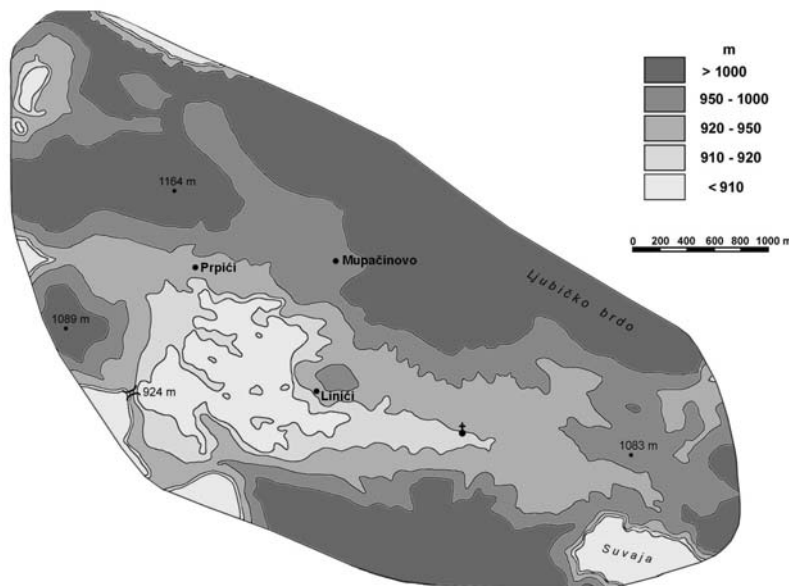 m
> 1000
950 - 1000
920 - 950
910 - 920
< 910
0 200 400 600 800 1000 m
1164 m
Mupačinovo
Prpići
Ljubičko brdo
1089 m
924 m
Linići
1083 m
Suvaja